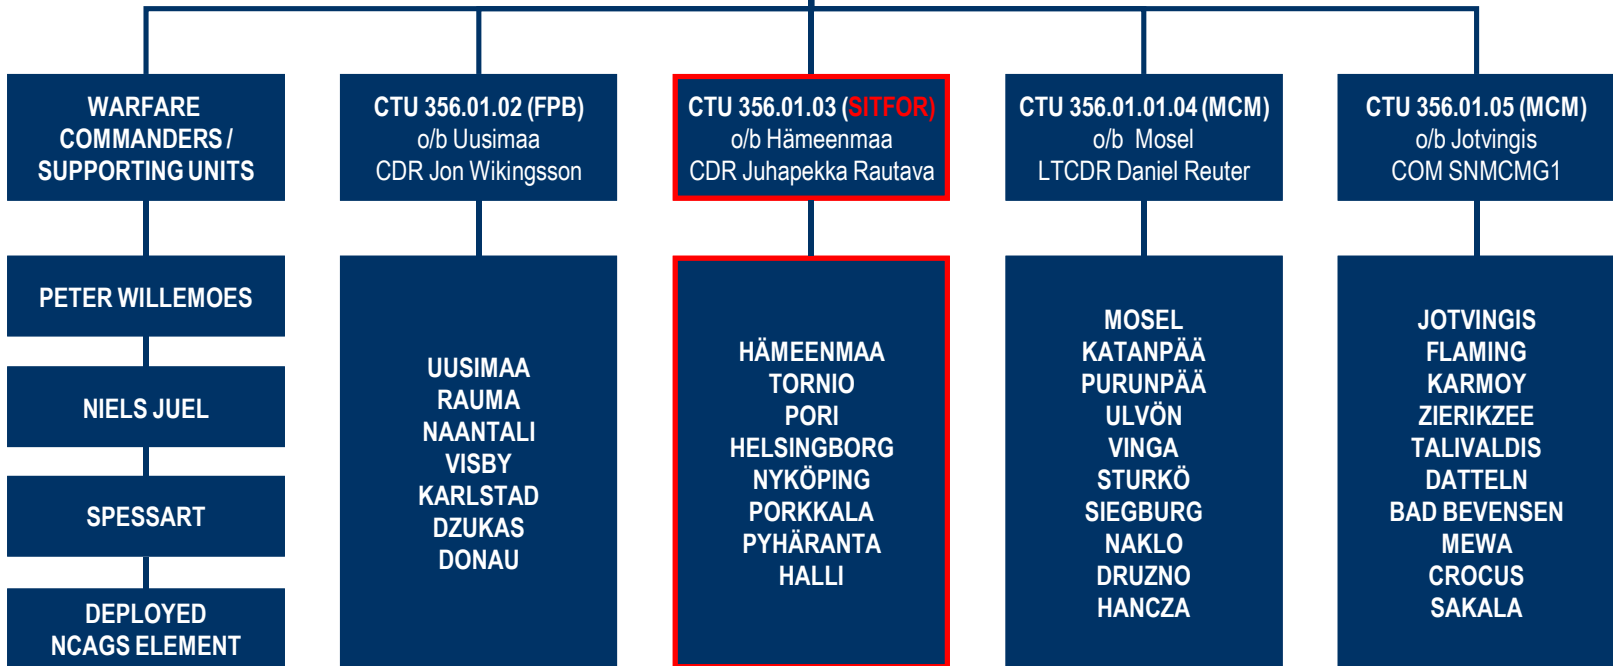 WARFARE
COMMANDERS /
SUPPORTING UNITS
PETER WILLEMOES
NIELS JUEL
SPESSART
DEPLOYED
NCAGS ELEMENT
CTU 356.01.02 (FPB)
o/b Uusimaa
CDR Jon Wikingsson
UUSIMAA
RAUMA
NAANTALI
VISBY
KARLSTAD
DZUKAS
DONAU
CTU 356.01.03 (SITFOR)
o/b Hämeenmaa
CDR Juhapekka Rautava
HÄMEENMAA
TORNIO
PORI
HELSINGBORG
NYKÖPING
PORKKALA
PYHÄRANTA
HALLI
CTU 356.01.01.04 (MCM)
o/b Mosel
LTCDR Daniel Reuter
MOSEL
KATANPÄÄ
PURUNPÄÄ
ULVÖN
VINGA
STURKÖ
SIEGBURG
NAKLO
DRUZNO
HANCZA
CTU 356.01.05 (MCM)
o/b Jotvingis
COM SNMCMG1
JOTVINGIS
FLAMING
KARMOY
ZIERIKZEE
TALIVALDIS
DATTELN
BAD BEVENSEN
MEWA
CROCUS
SAKALA